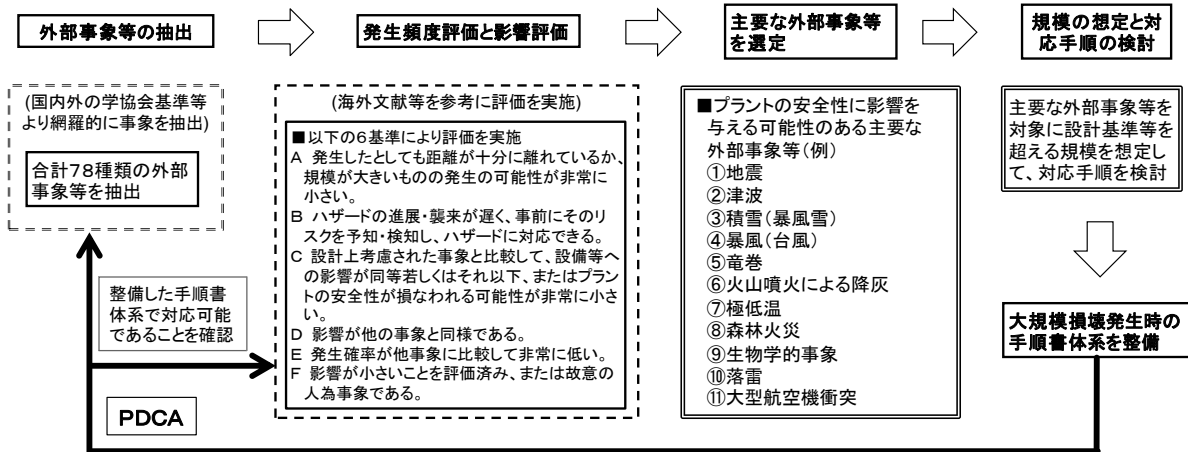 外部事象等の抽出
発生頻度評価と影響評価
主要な外部事象等
を選定
規模の想定と対
応手順の検討
(国内外の学協会基準等
より網羅的に事象を抽出)
合計78種類の外部
事象等を抽出
(海外文献等を参考に評価を実施)
■以下の6基準により評価を実施
A 発生したとしても距離が十分に離れているか、
規模が大きいものの発生の可能性が非常に
小さい。
B ハザードの進展・襲来が遅く、事前にそのリ
スクを予知・検知し、ハザードに対応できる。
C 設計上考慮された事象と比較して、設備等へ
の影響が同等若しくはそれ以下、またはプラン
トの安全性が損なわれる可能性が非常に小さ
い。
D 影響が他の事象と同様である。
E 発生確率が他事象に比較して非常に低い。
F 影響が小さいことを評価済み、または故意の
人為事象である。
■プラントの安全性に影響を
与える可能性のある主要な
外部事象等(例)
①地震
②津波
③積雪(暴風雪)
④暴風(台風)
⑤竜巻
⑥火山噴火による降灰
⑦極低温
⑧森林火災
⑨生物学的事象
⑩落雷
⑪大型航空機衝突
主要な外部事象等を
対象に設計基準等を
超える規模を想定し
て、対応手順を検討
大規模損壊発生時の
手順書体系を整備
整備した手順書
体系で対応可能
であることを確認
PDCA